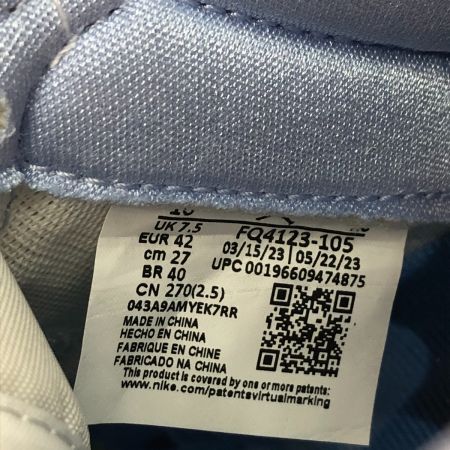 UK 7.5
EUR 42
cm 27
BR 40
CN 270(2.5)
043A9AMYEK7RR
FQ4123-105
03/15/23 05/22/23
UPC 00196609474875
MADE IN CHINA
HECHO EN CHINA
FABRIQUE EN CHINE
FABRICADO NA CHINA
This product is covered by one or more patents:
www.nike.com/patentsvirtualmarking